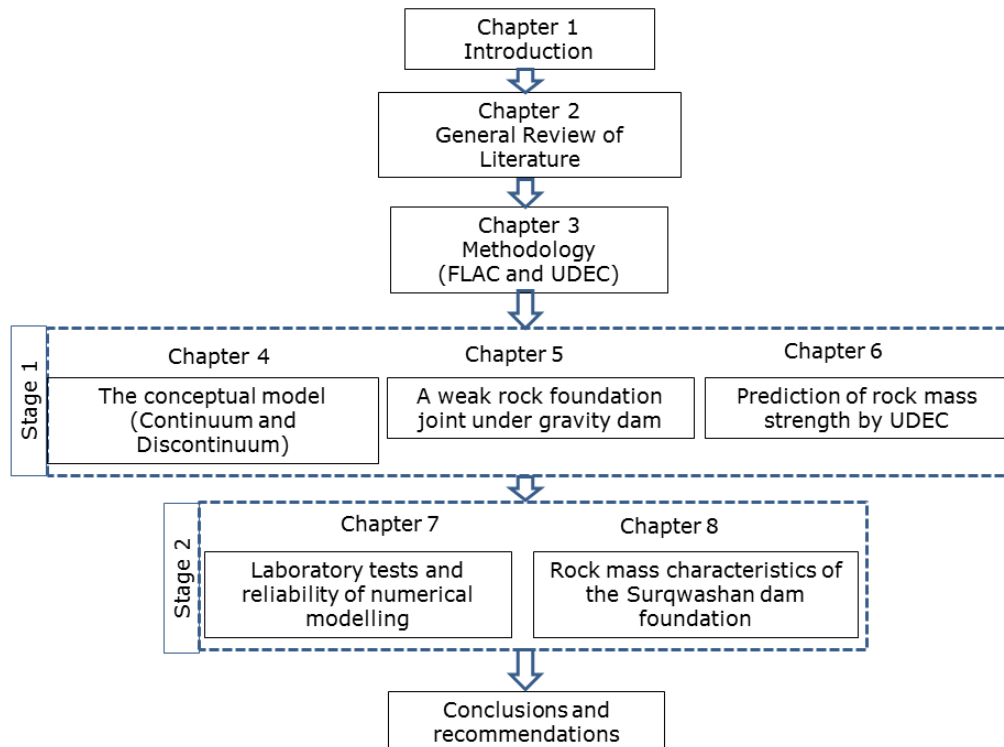 Chapter 1
Introduction
Chapter 2
General Review of
Literature
Chapter 3
Methodology
(FLAC and UDEC)
Stage 1
Chapter 4
The conceptual model
(Continuum and
Discontinuum)
Chapter 5
A weak rock foundation
joint under gravity dam
Chapter 6
Prediction of rock mass
strength by UDEC
Stage 2
Chapter 7
Laboratory tests and
reliability of numerical
modelling
Chapter 8
Rock mass characteristics of
the Surqwashan dam
foundation
Conclusions and
recommendations